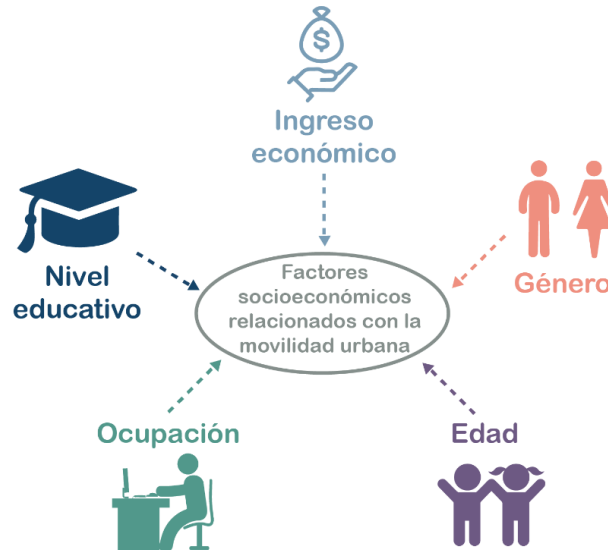 $
Ingreso
económico
Nivel
educativo
Género
Factores
socioeconómicos
relacionados con la
movilidad urbana
Ocupación
Edad